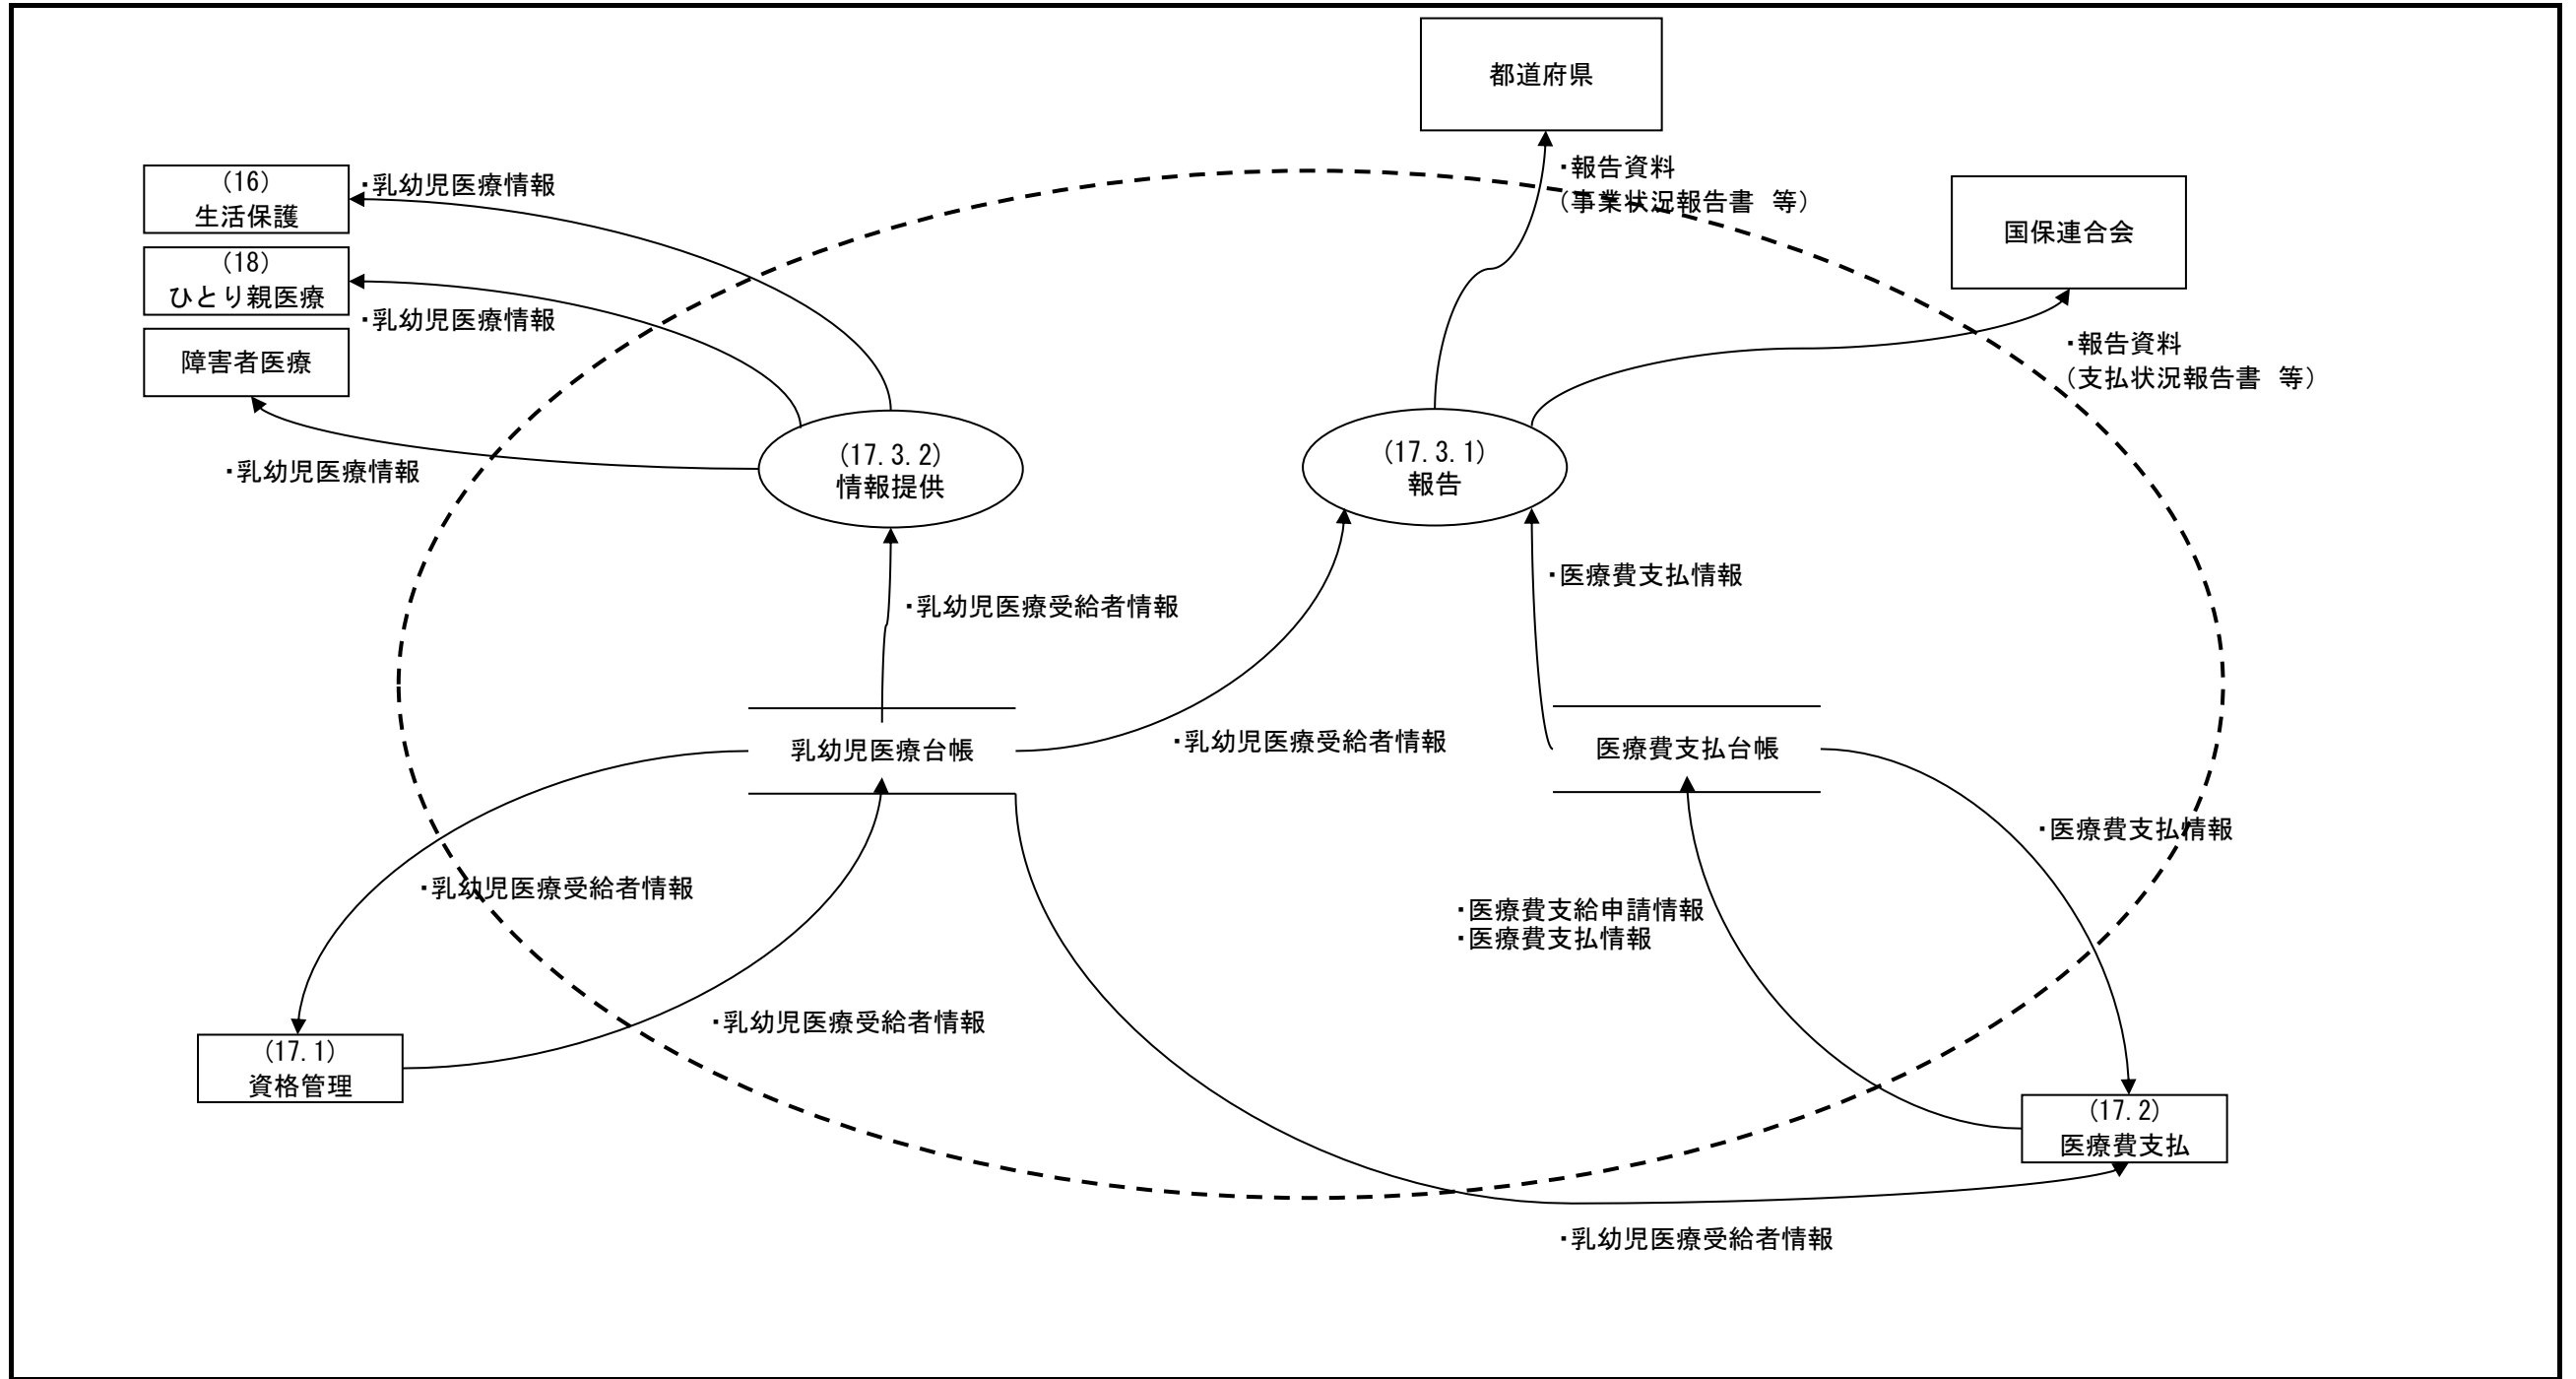 都道府県
・報告資料
(事業状況報告書 等)
(16)
生活保護
・乳幼児医療情報
国保連合会
(18)
ひとり親医療
・乳幼児医療情報
・報告資料
(支払状況報告書 等)
障害者医療
・乳幼児医療情報
(17.3.2)
情報提供
(17.3.1)
報告
・医療費支払情報
・乳幼児医療受給者情報
・乳幼児医療受給者情報
乳幼児医療台帳
医療費支払台帳
・医療費支払情報
・乳幼児医療受給者情報
・医療費支給申請情報
・医療費支払情報
・乳幼児医療受給者情報
(17.1)
資格管理
(17.2)
医療費支払
・乳幼児医療受給者情報